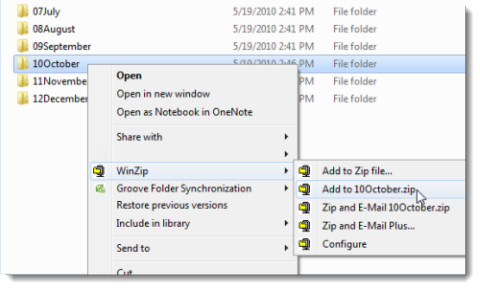 07July 5/19/2010 2:41 PM File folder
08August 5/19/2010 2:41 PM File folder
09September 5/19/2010 2:41 PM File folder
10October 5/19/2010 2:46 PM File folder
11Novembe PM File folder
12December PM File folder
Open
Open in new window
Open as Notebook in OneNote
Share with
WinZip
Groove Folder Synchronization
Restore previous versions
Include in library
Send to
Cut
Add to Zip file...
Add to 10October.zip
Zip and E-Mail 10October.zip
Zip and E-Mail Plus...
Configure